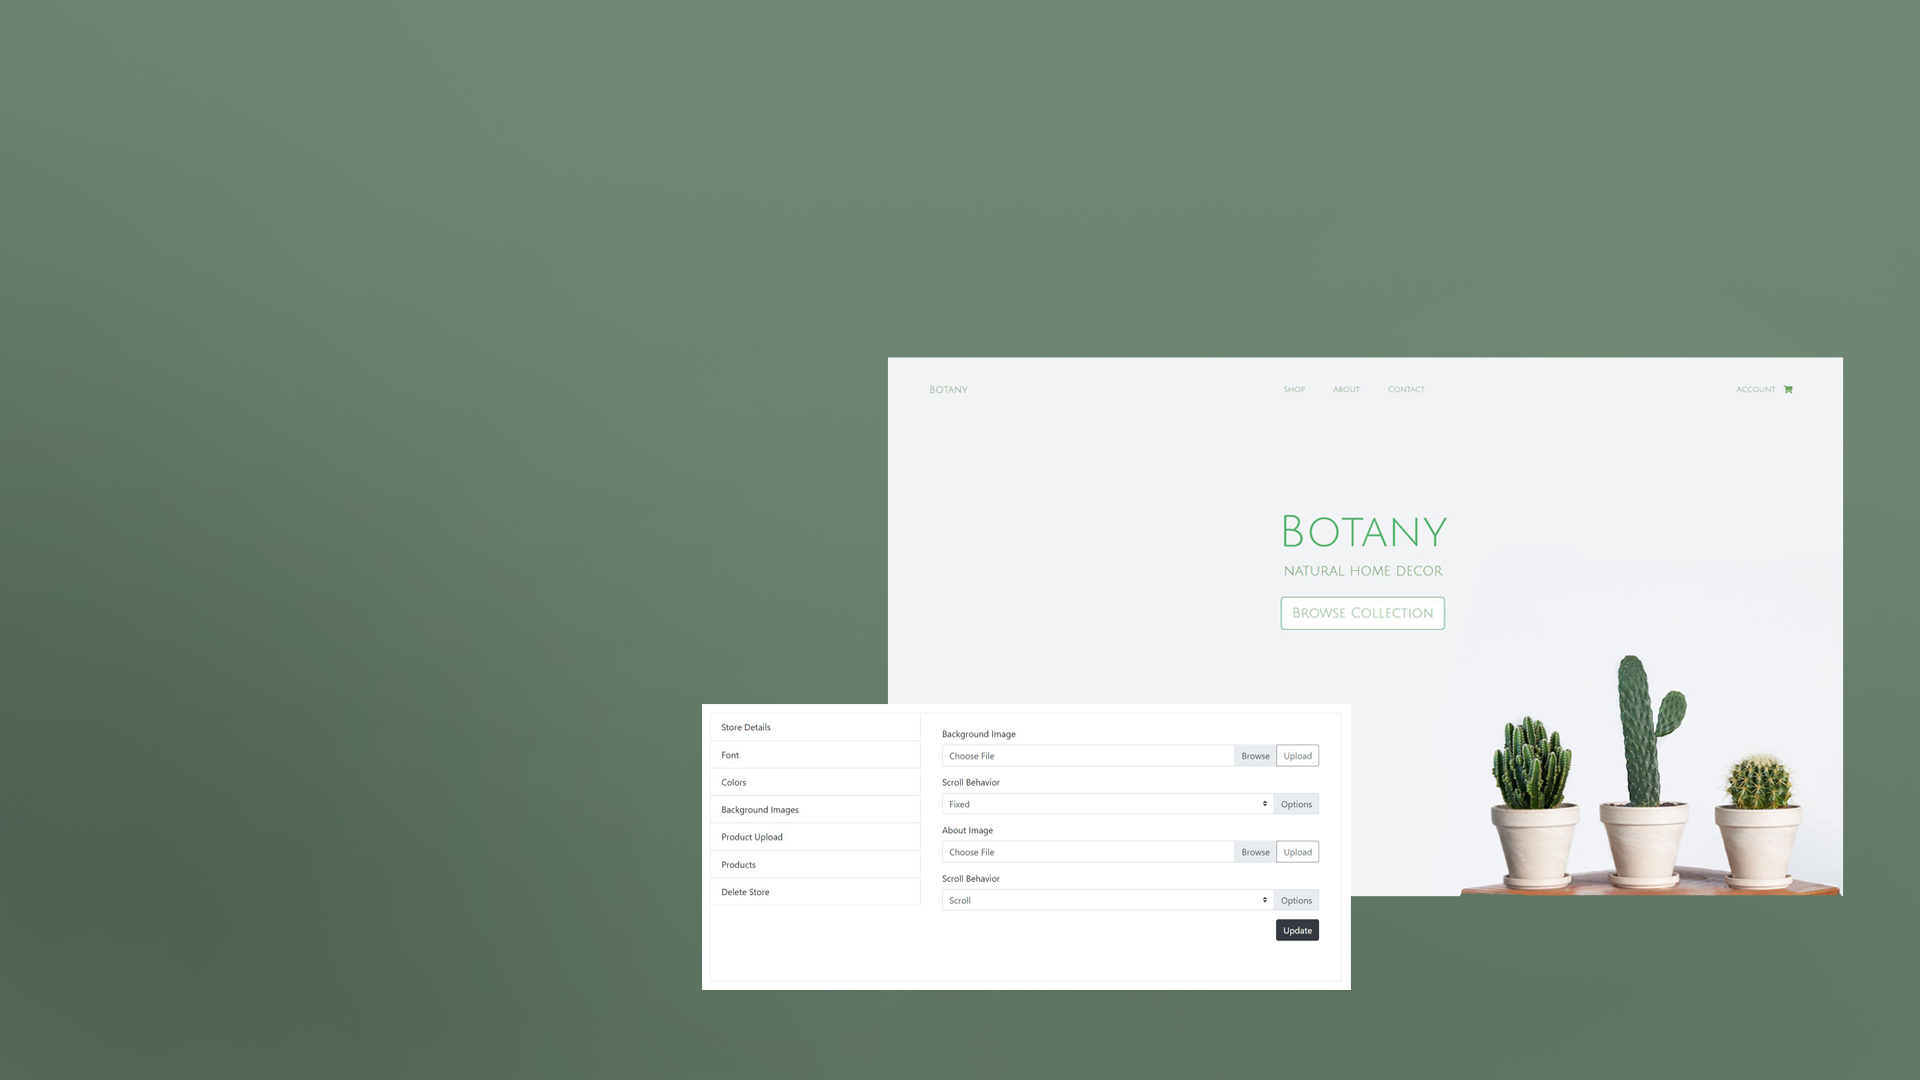 BOTANY
SHOP ABOUT CONTACT
ACCOUNT
BOTANY
NATURAL HOME DECOR
BROWSE COLLECTION
Store Details
Font
Colors
Background Images
Product Upload
Products
Delete Store
Background Image
Choose File Browse Upload
Scroll Behavior
Fixed Options
About Image
Choose File Browse Upload
Scroll Behavior
Scroll Options
Update